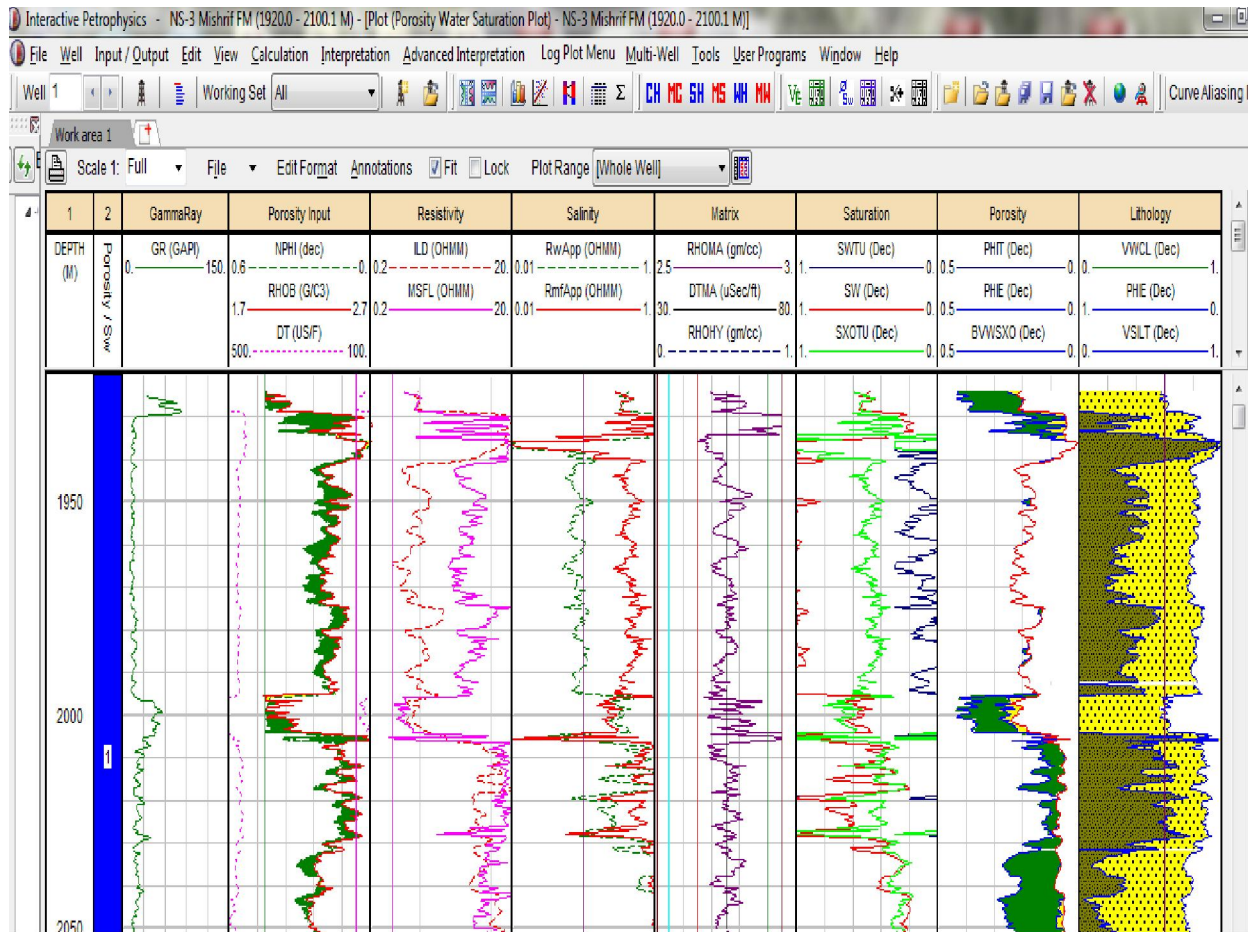 Interactive Petrophysics - NS-3 Mishrif FM (1920.0 - 2100.1 M) - [Plot (Porosity Water Saturation Plot) - NS-3 Mishrif FM (1920.0 - 2100.1 M)]
File Well Input / Output Edit View Calculation Interpretation Advanced Interpretation Log Plot Menu Multi-Well Tools User Programs Window Help
Well 1 Working Set All Σ CH MC SH MS WH MW Curve Aliasing
Work area 1
Scale 1: Full File Edit Format Annotations Fit Lock Plot Range [Whole Well]
1 2 GammaRay Porosity Input Resistivity Salinity Matrix Saturation Porosity Lithology
DEPTH (M)
Porosity / Sw
GR (GAPI)
0. 150.
NPHI (dec)
0.6 0.
RHOB (G/C3)
1.7 2.7
DT (US/F)
500. 100.
ILD (OHMM)
0.2 20.
MSFL (OHMM)
0.2 20.
RwApp (OHMM)
0.01 1.
RmfApp (OHMM)
0.01 1.
RHOMA (gm/cc)
2.5 3.
DTMA (uSec/ft)
30. 80.
RHOHY (gm/cc)
0. 1.
SWTU (Dec)
1. 0.
SW (Dec)
1. 0.
SXOTU (Dec)
1. 0.
PHIT (Dec)
0.5 0.
PHIE (Dec)
0.5 0.
BVWSXO (Dec)
0.5 0.
VWCL (Dec)
0. 1.
PHIE (Dec)
1. 0.
VSILT (Dec)
0. 1.
1950
2000
1
2050